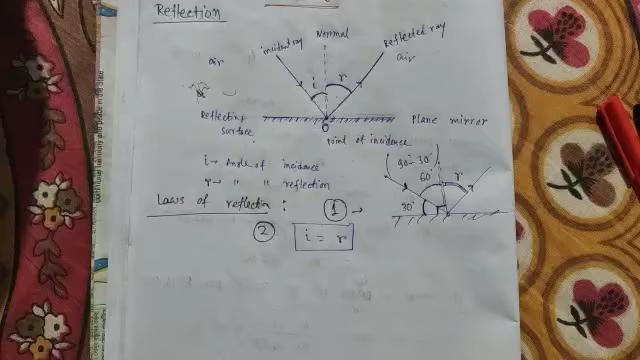 Reflection
Normal
incident ray
Reflected ray
air
air
i
r
Reflecting surface
Plane mirror
O
point of incidence
i → Angle of incidence
r → " " reflection
90° - 30°
60°
r
30°
Laws of reflection :
① →
② i = r